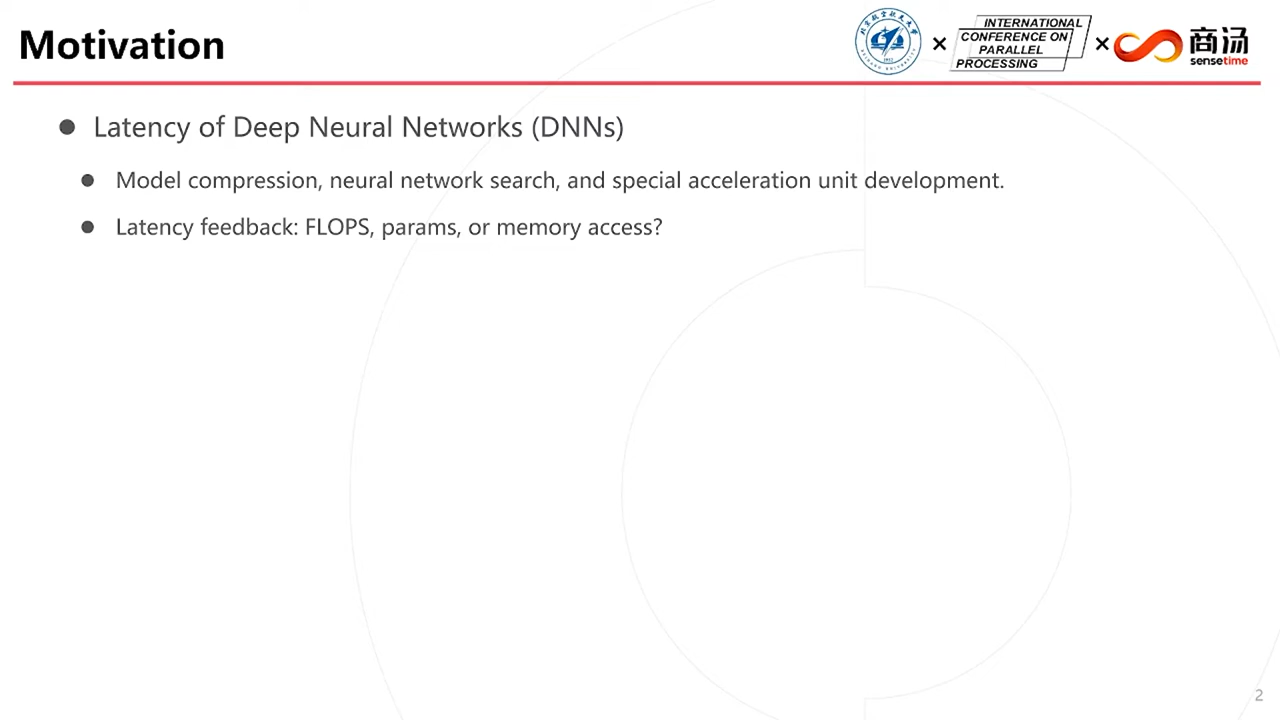 Motivation
INTERNATIONAL
CONFERENCE ON
PARALLEL
PROCESSING
×
×
商汤
sensetime
● Latency of Deep Neural Networks (DNNs)
● Model compression, neural network search, and special acceleration unit development.
● Latency feedback: FLOPS, params, or memory access?
2